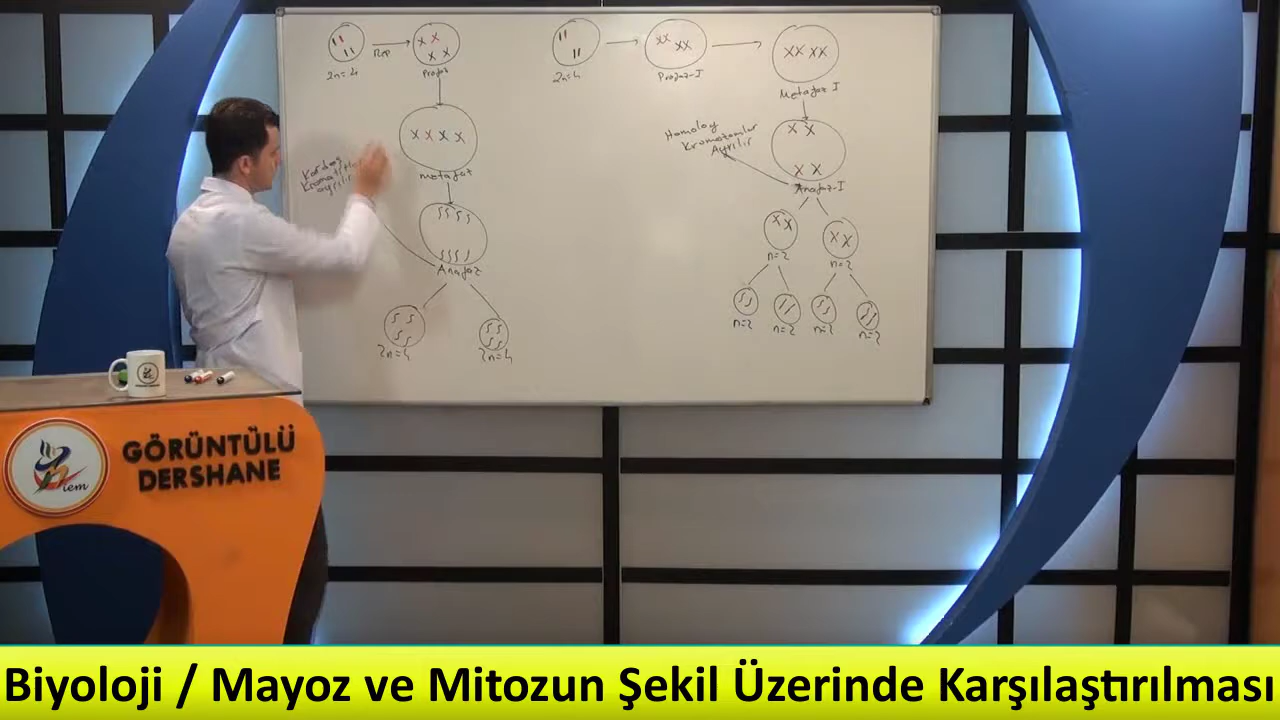 2n=4
Rep
Profaz
metafaz
Kardeş
Kromatitler
ayrılır
Anafaz
2n=4
2n=4
2n=4
Profaz-I
Metafaz I
Homolog
Kromozomlar
Ayrılır
Anafaz-I
n=2
n=2
n=2
n=2
n=2
n=2
iem
GÖRÜNTÜLÜ
DERSHANE
Biyoloji / Mayoz ve Mitozun Şekil Üzerinde Karşılaştırılması